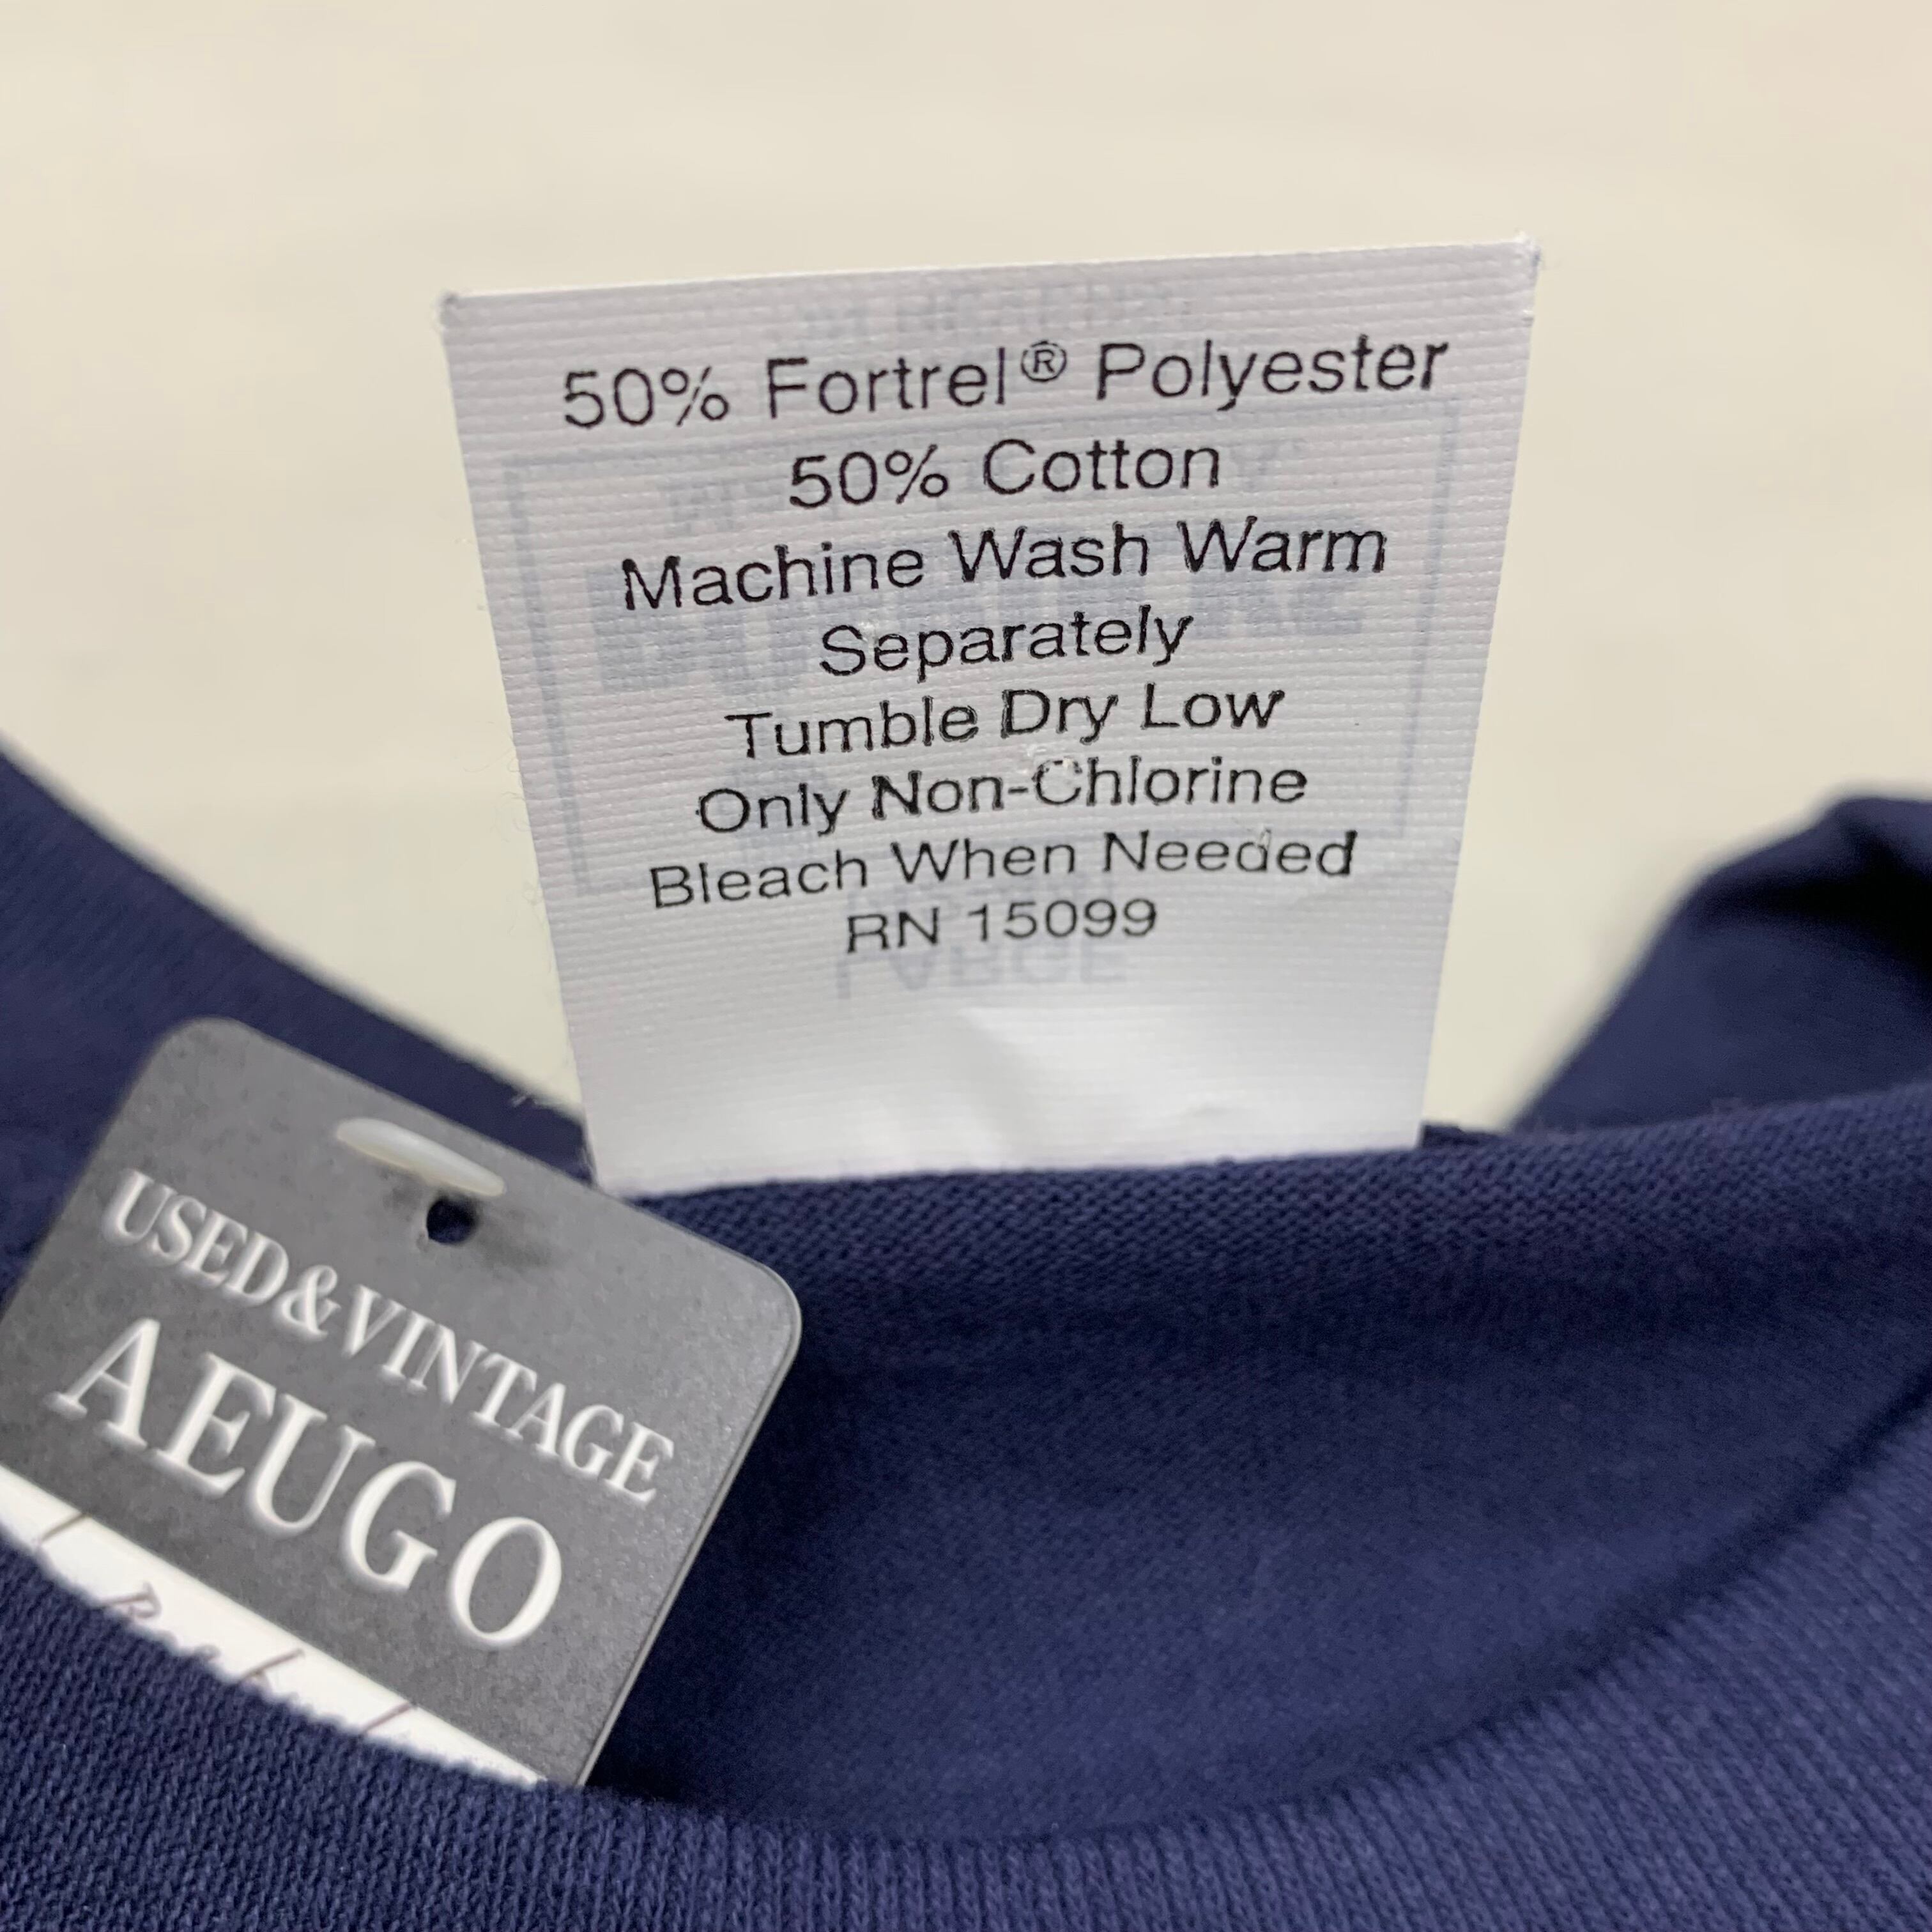 50% Fortrel® Polyester
50% Cotton
Machine Wash Warm
Separately
Tumble Dry Low
Only Non-Chlorine
Bleach When Needed
RN 15099
LARGE
USED&VINTAGE
AEUGO